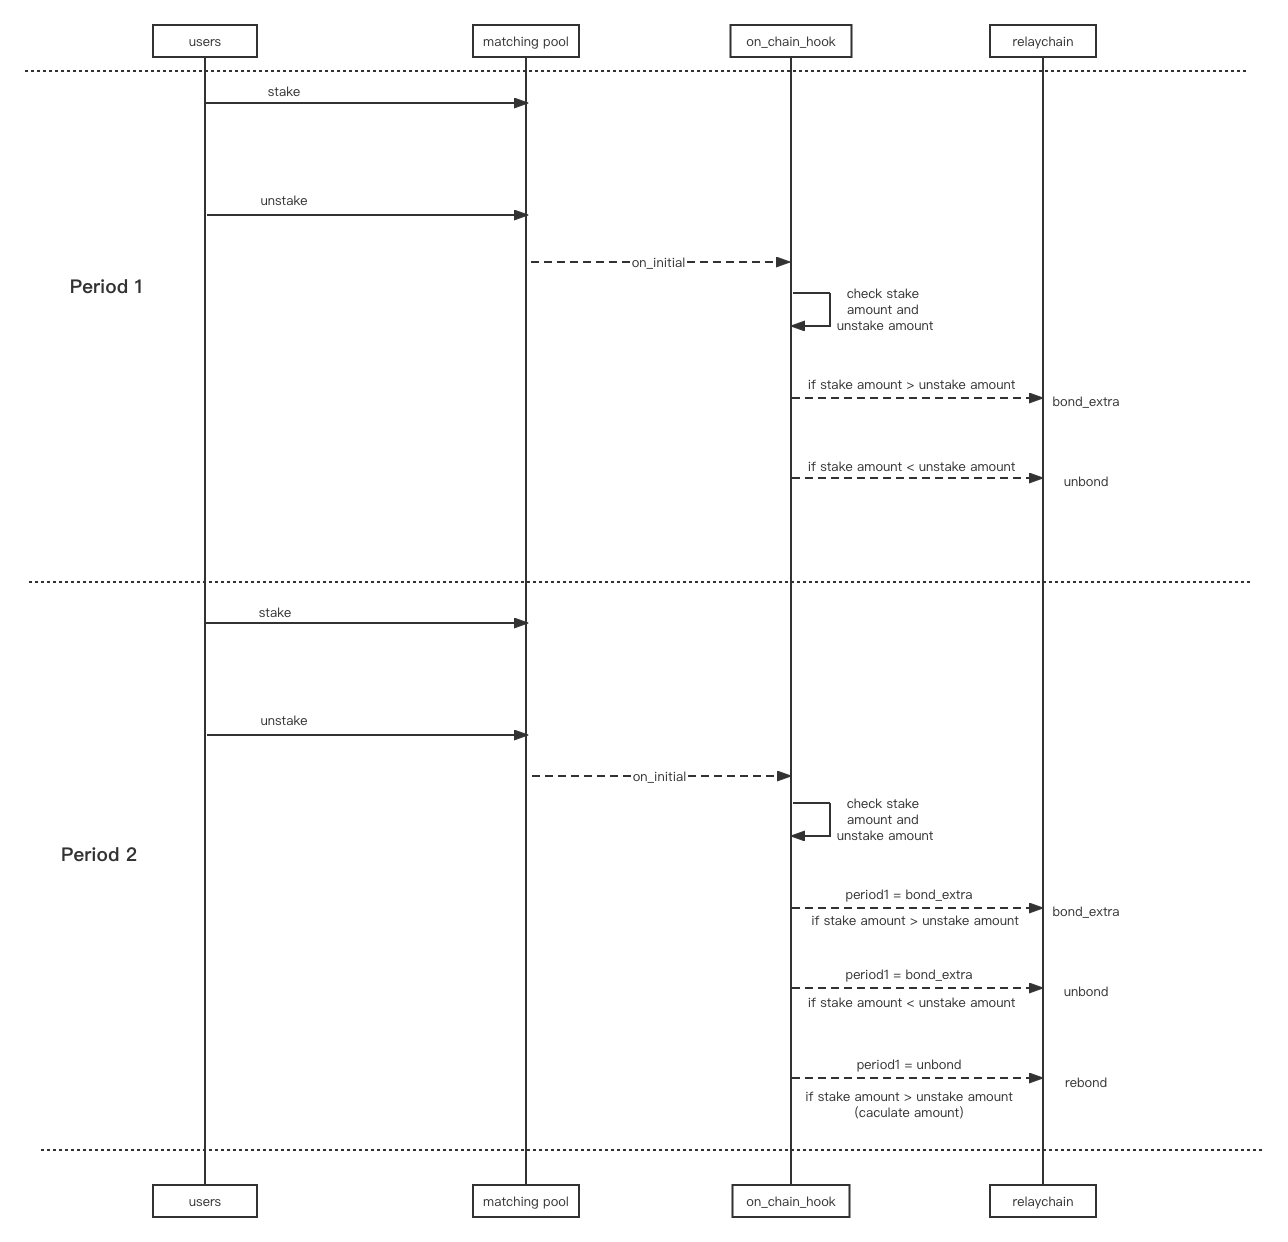 users
matching pool
on_chain_hook
relaychain
stake
unstake
on_initial
Period 1
check stake
amount and
unstake amount
if stake amount > unstake amount
bond_extra
if stake amount < unstake amount
unbond
stake
unstake
on_initial
check stake
amount and
unstake amount
Period 2
period1 = bond_extra
bond_extra
if stake amount > unstake amount
period1 = bond_extra
unbond
if stake amount < unstake amount
period1 = unbond
rebond
if stake amount > unstake amount
(caculate amount)
users
matching pool
on_chain_hook
relaychain